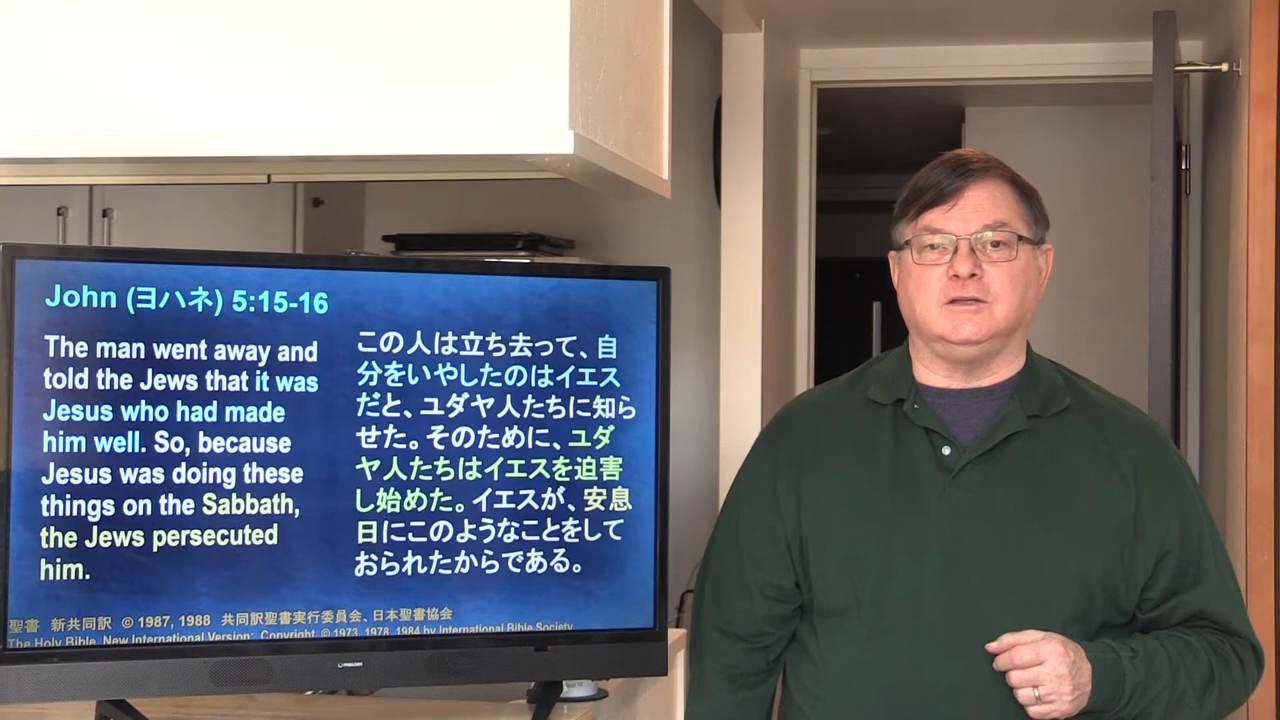 John (ヨハネ) 5:15-16
The man went away and
told the Jews that it was
Jesus who had made
him well. So, because
Jesus was doing these
things on the Sabbath,
the Jews persecuted
him.
この人は立ち去って、自
分をいやしたのはイエス
だと、ユダヤ人たちに知ら
せた。そのために、ユダ
ヤ人たちはイエスを迫害
し始めた。イエスが、安息
日にこのようなことをして
おられたからである。
聖書 新共同訳 © 1987, 1988 共同訳聖書実行委員会、日本聖書協会
The Holy Bible, New International Version; Copyright © 1973, 1978, 1984 by International Bible Society